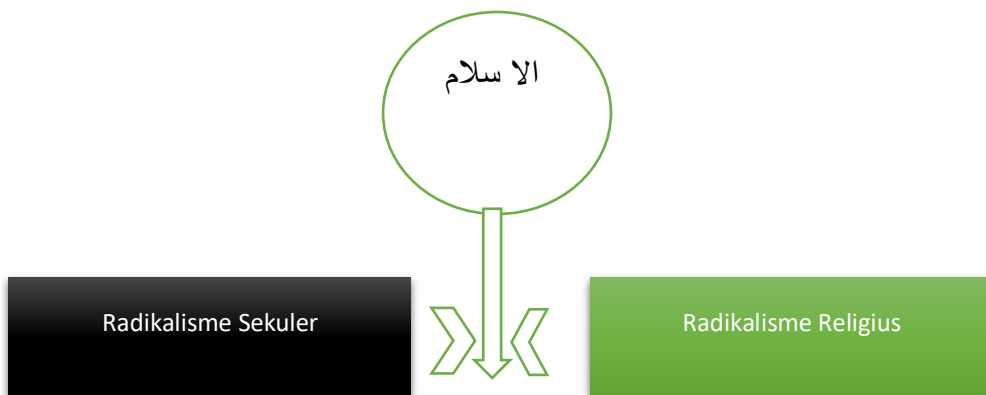 الا سلام
Radikalisme Sekuler
Radikalisme Religius